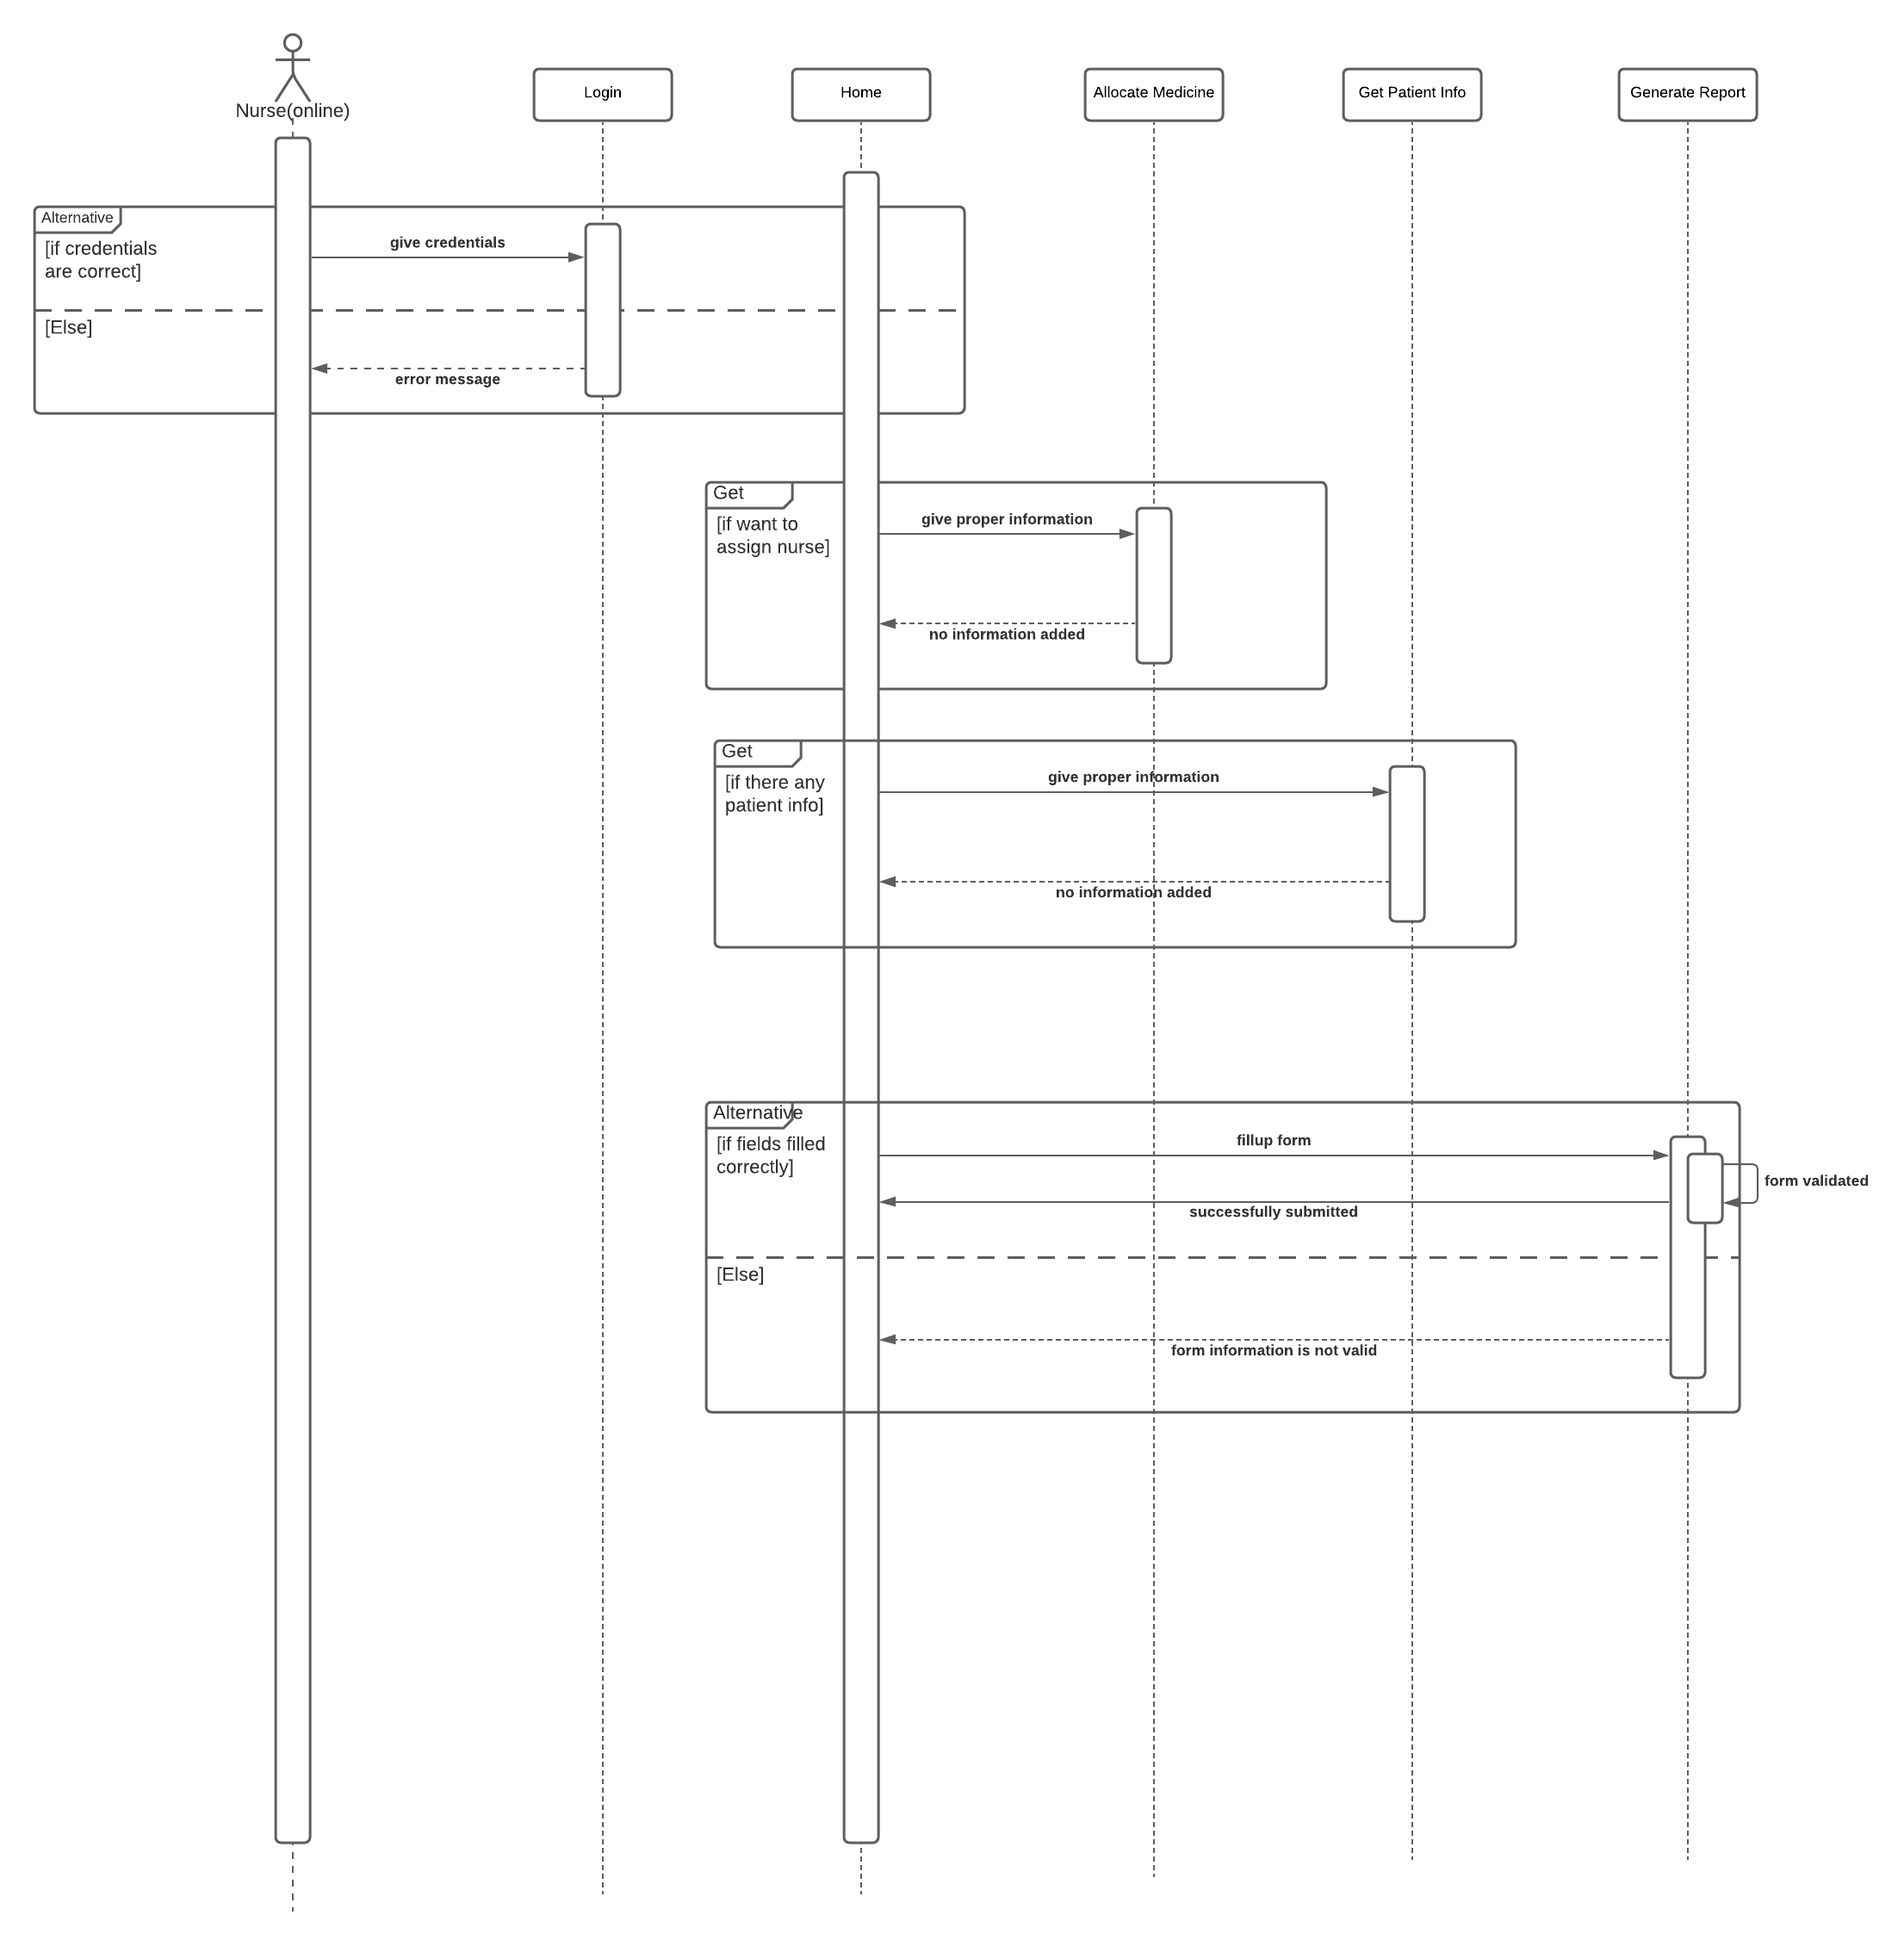 Nurse(online)
Login
Home
Allocate Medicine
Get Patient Info
Generate Report
Alternative
[if credentials
are correct]
give credentials
[Else]
error message
Get
[if want to
assign nurse]
give proper information
no information added
Get
[if there any
patient info]
give proper information
no information added
Alternative
[if fields filled
correctly]
fillup form
form validated
successfully submitted
[Else]
form information is not valid